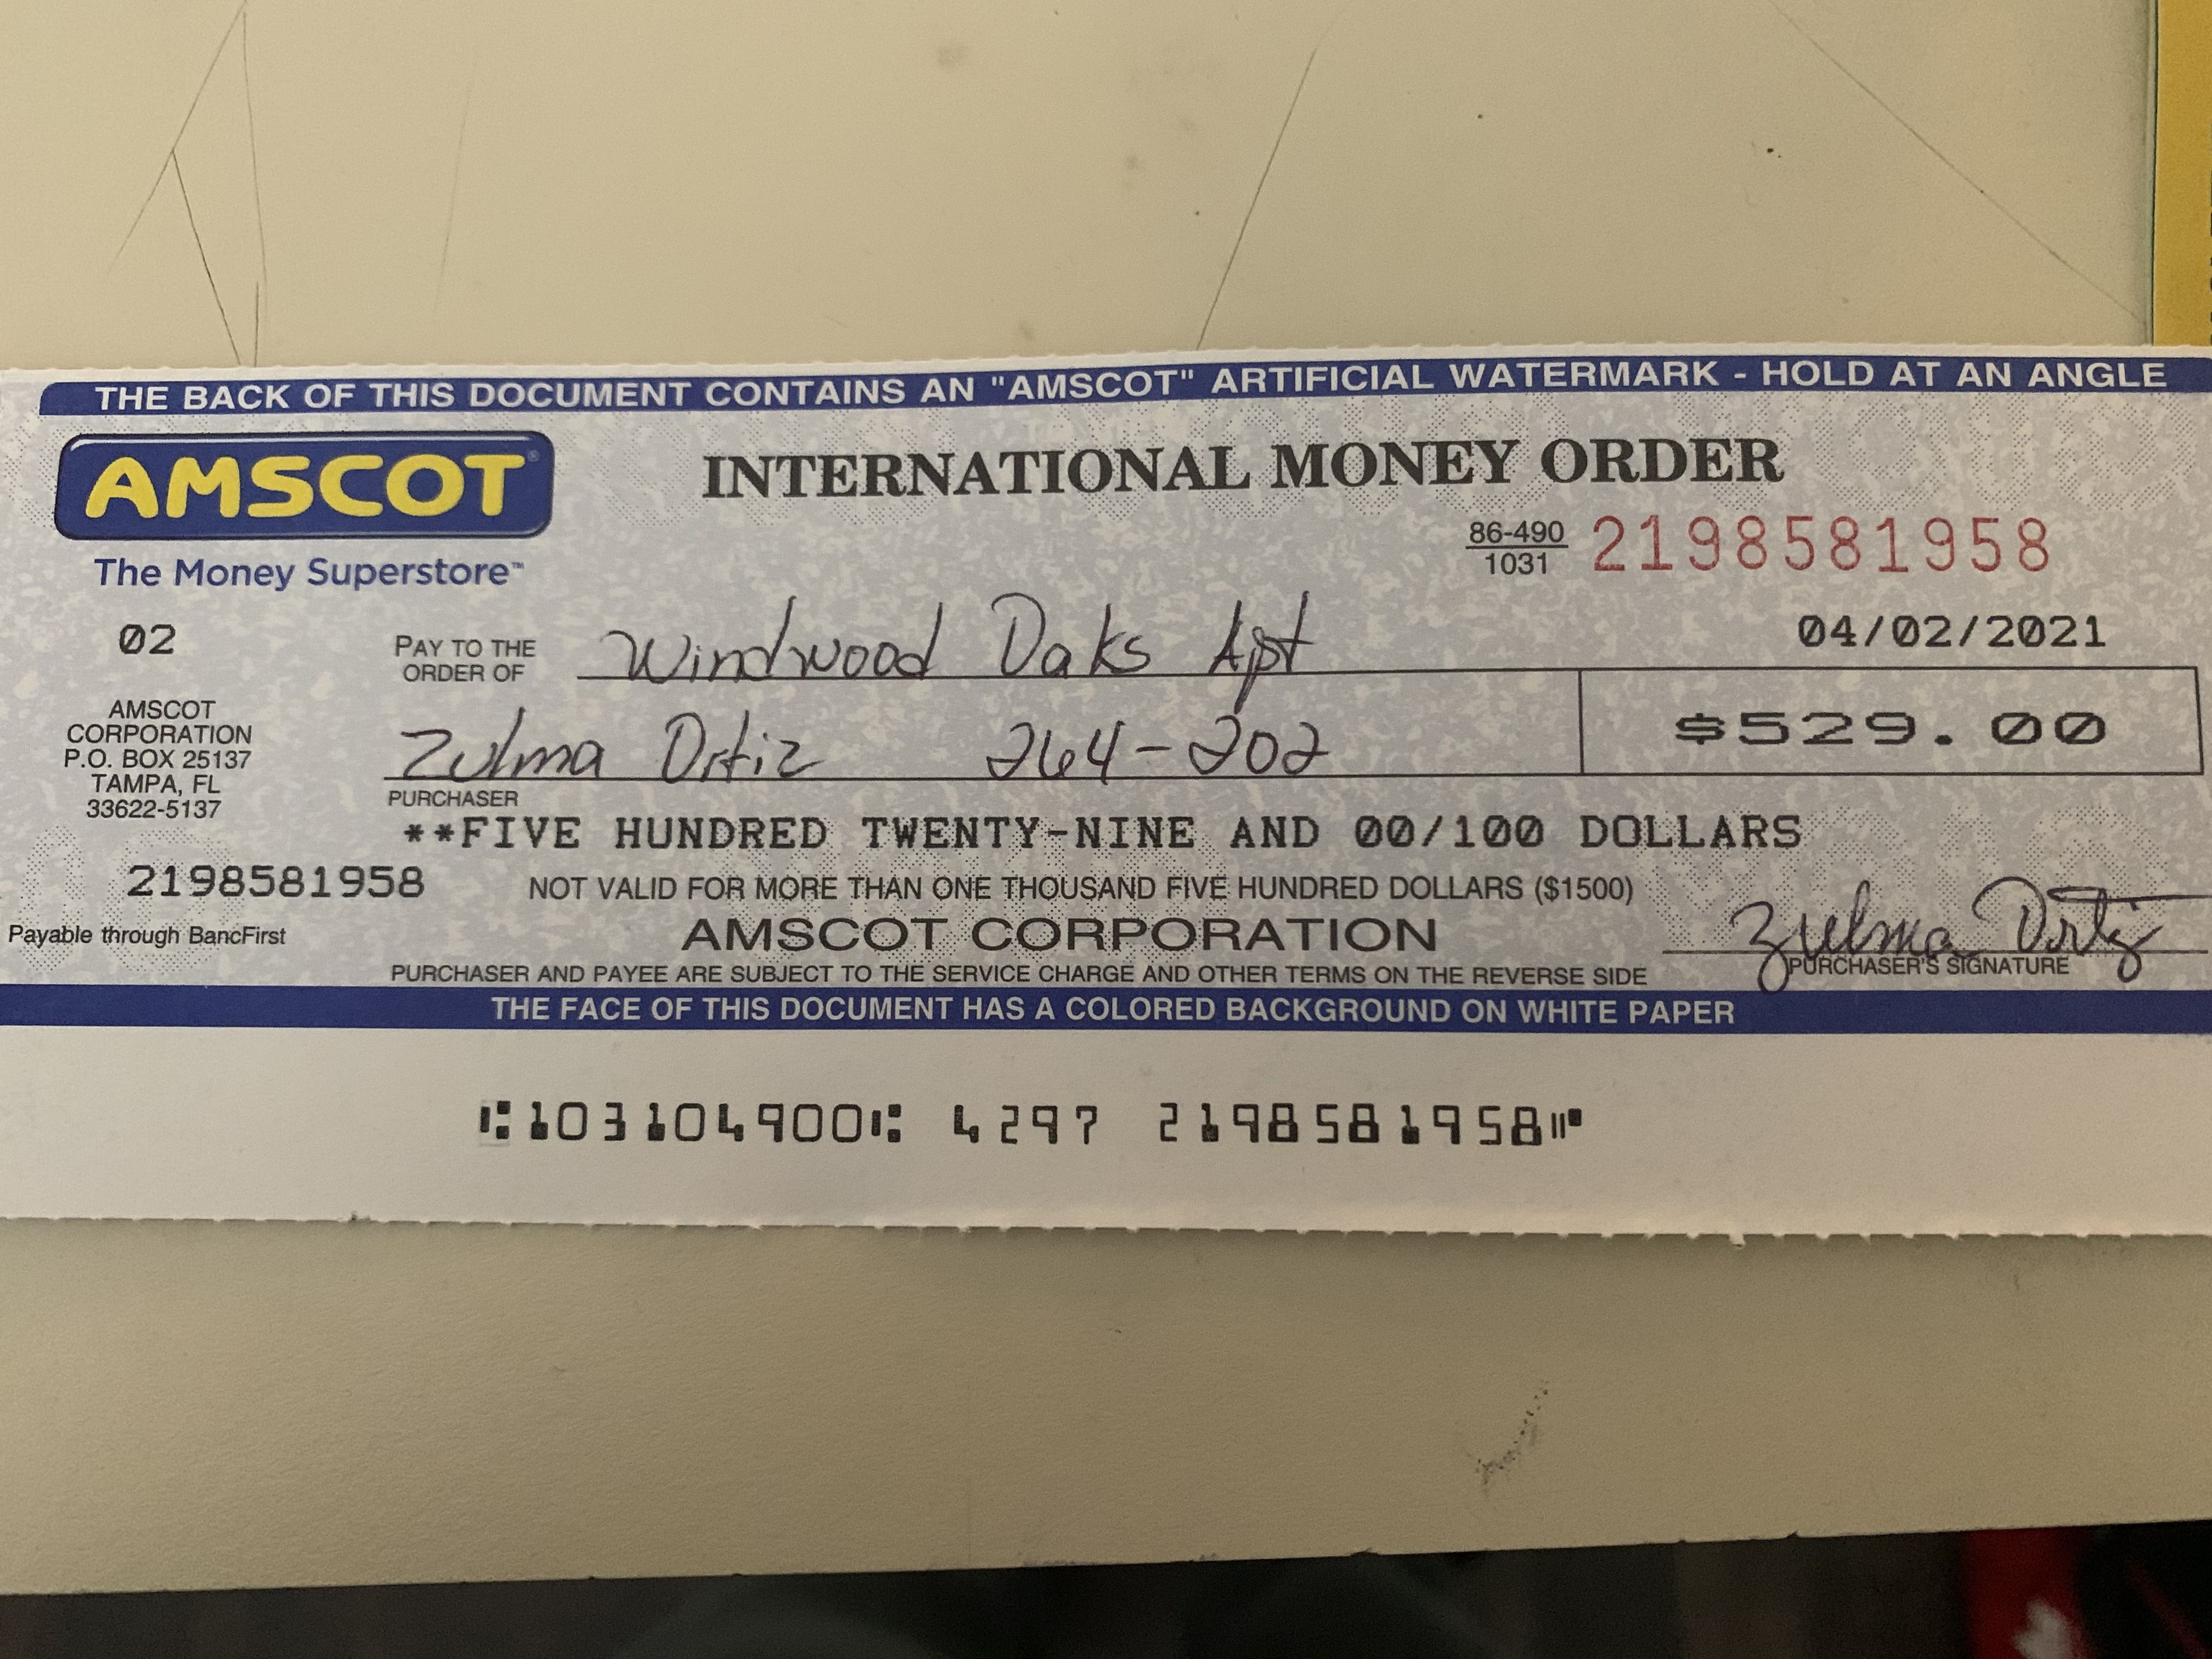 THE BACK OF THIS DOCUMENT CONTAINS AN "AMSCOT" ARTIFICIAL WATERMARK - HOLD AT AN ANGLE
AMSCOT®
The Money Superstore™
INTERNATIONAL MONEY ORDER
86-490
1031
2198581958
02
04/02/2021
PAY TO THE
ORDER OF
Windwood Oaks Apt
AMSCOT
CORPORATION
P.O. BOX 25137
TAMPA, FL
33622-5137
Zulma Ortiz 264-202
$529.00
PURCHASER
**FIVE HUNDRED TWENTY-NINE AND 00/100 DOLLARS
2198581958
NOT VALID FOR MORE THAN ONE THOUSAND FIVE HUNDRED DOLLARS ($1500)
Payable through BancFirst
AMSCOT CORPORATION
Zulma Ortiz
PURCHASER'S SIGNATURE
PURCHASER AND PAYEE ARE SUBJECT TO THE SERVICE CHARGE AND OTHER TERMS ON THE REVERSE SIDE
THE FACE OF THIS DOCUMENT HAS A COLORED BACKGROUND ON WHITE PAPER
⑆103104900⑆ 4297 2198581958⑈